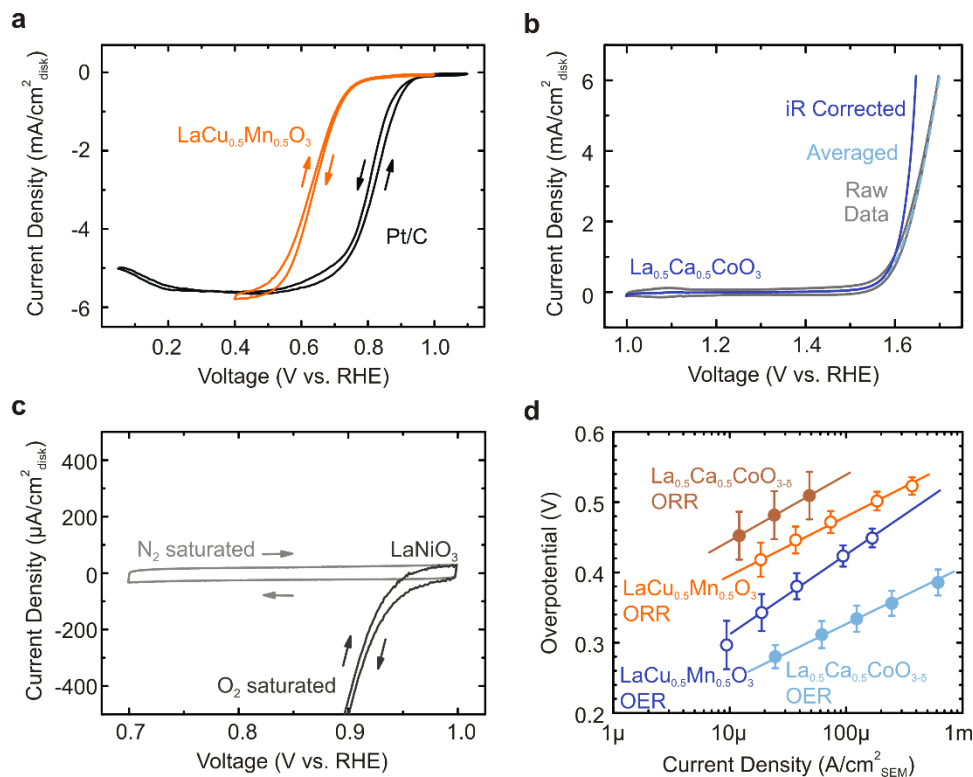 a
0
-2
-4
-6
0.2 0.4 0.6 0.8 1.0
Current Density (mA/cm²disk)
Voltage (V vs. RHE)
LaCu0.5Mn0.5O3
Pt/C
b
6
4
2
0
1.0 1.2 1.4 1.6
Current Density (mA/cm²disk)
Voltage (V vs. RHE)
iR Corrected
Averaged
Raw
Data
La0.5Ca0.5CoO3
c
400
200
0
-200
-400
0.7 0.8 0.9 1.0
Current Density (µA/cm²disk)
Voltage (V vs. RHE)
N2 saturated
LaNiO3
O2 saturated
d
0.6
0.5
0.4
0.3
0.2
1µ 10µ 100µ 1m
Overpotential (V)
Current Density (A/cm²SEM)
La0.5Ca0.5CoO3-δ
ORR
LaCu0.5Mn0.5O3
ORR
LaCu0.5Mn0.5O3
OER
La0.5Ca0.5CoO3-δ
OER